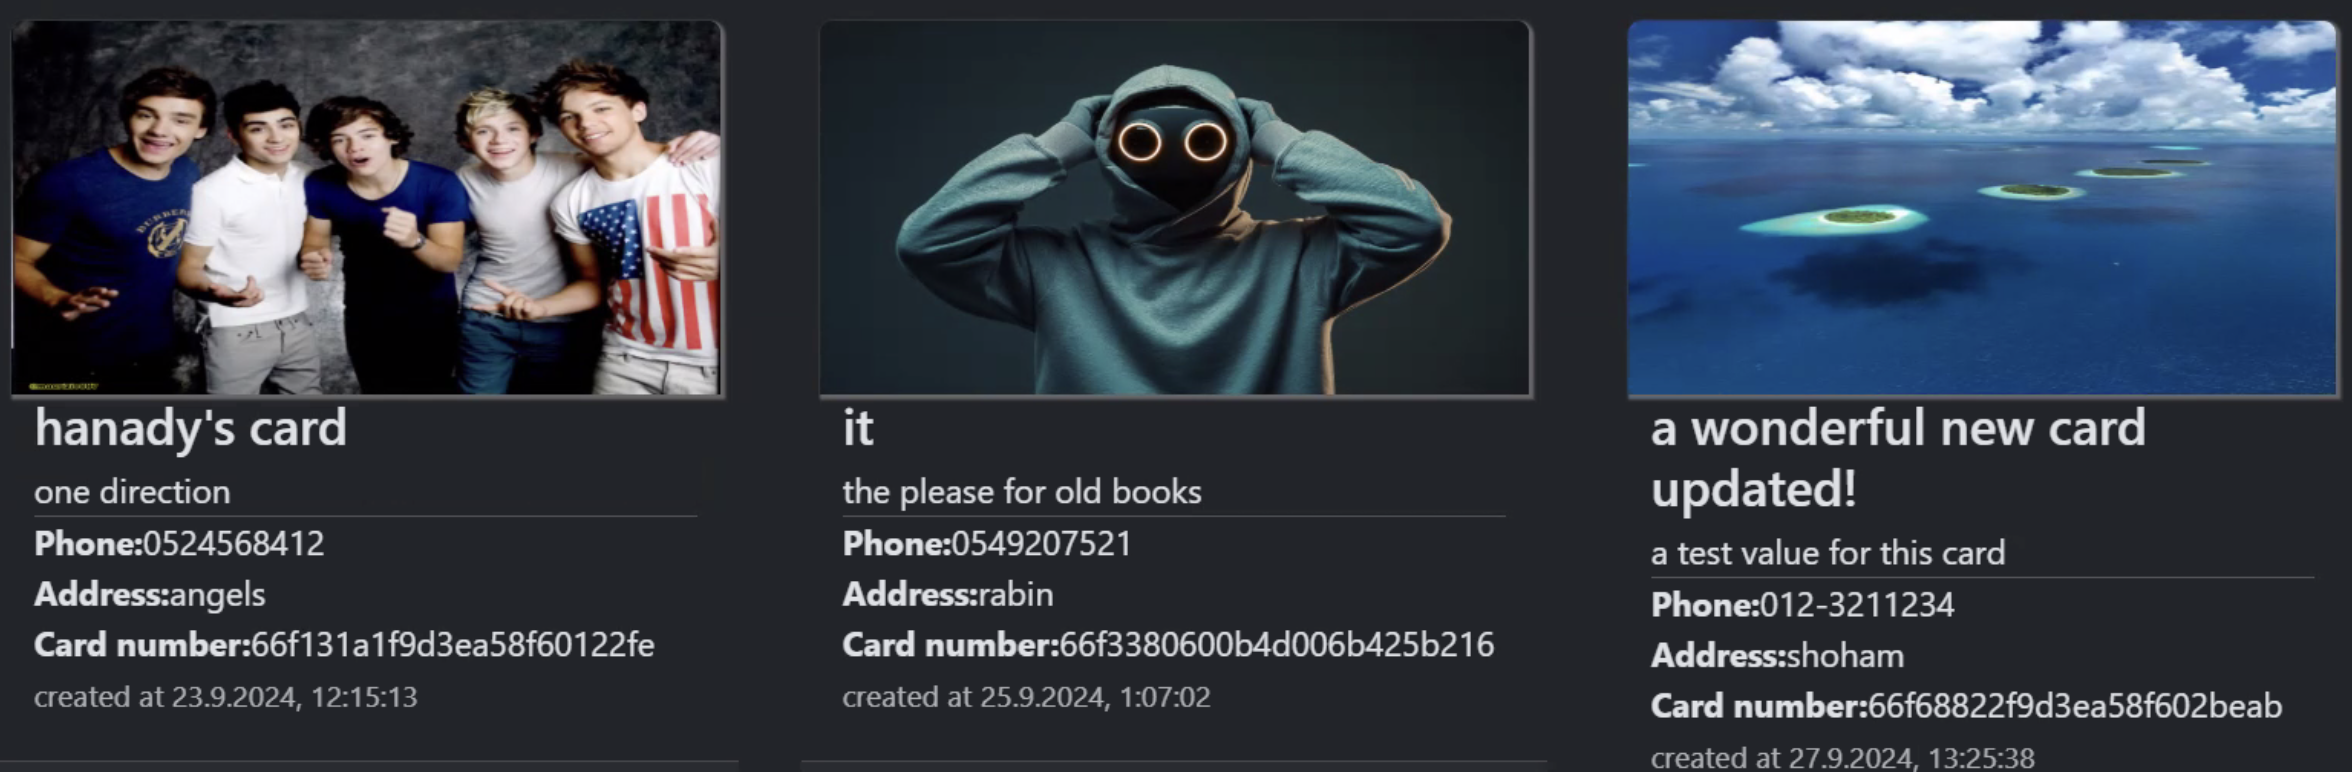 BURBERRY
hanady's card
one direction
Phone:0524568412
Address:angels
Card number:66f131a1f9d3ea58f60122fe
created at 23.9.2024, 12:15:13
it
the please for old books
Phone:0549207521
Address:rabin
Card number:66f3380600b4d006b425b216
created at 25.9.2024, 1:07:02
a wonderful new card
updated!
a test value for this card
Phone:012-3211234
Address:shoham
Card number:66f68822f9d3ea58f602beab
created at 27.9.2024, 13:25:38